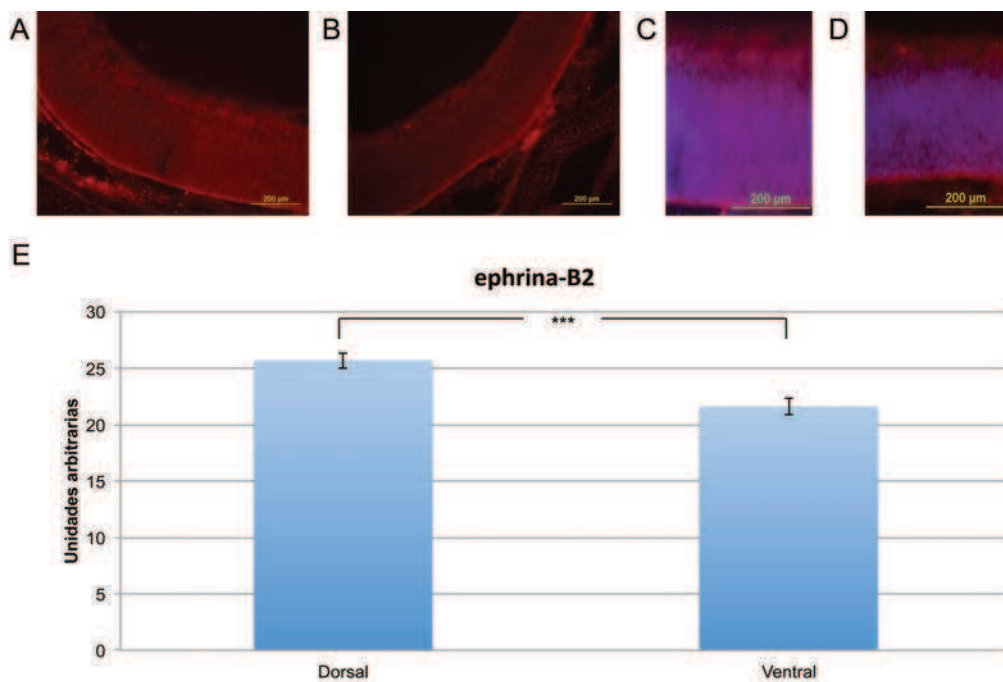 A
B
C
D
200 µm
200 µm
200 µm
200 µm
E
ephrina-B2
***
Unidades arbitrarias
30
25
20
15
10
5
0
Dorsal
Ventral